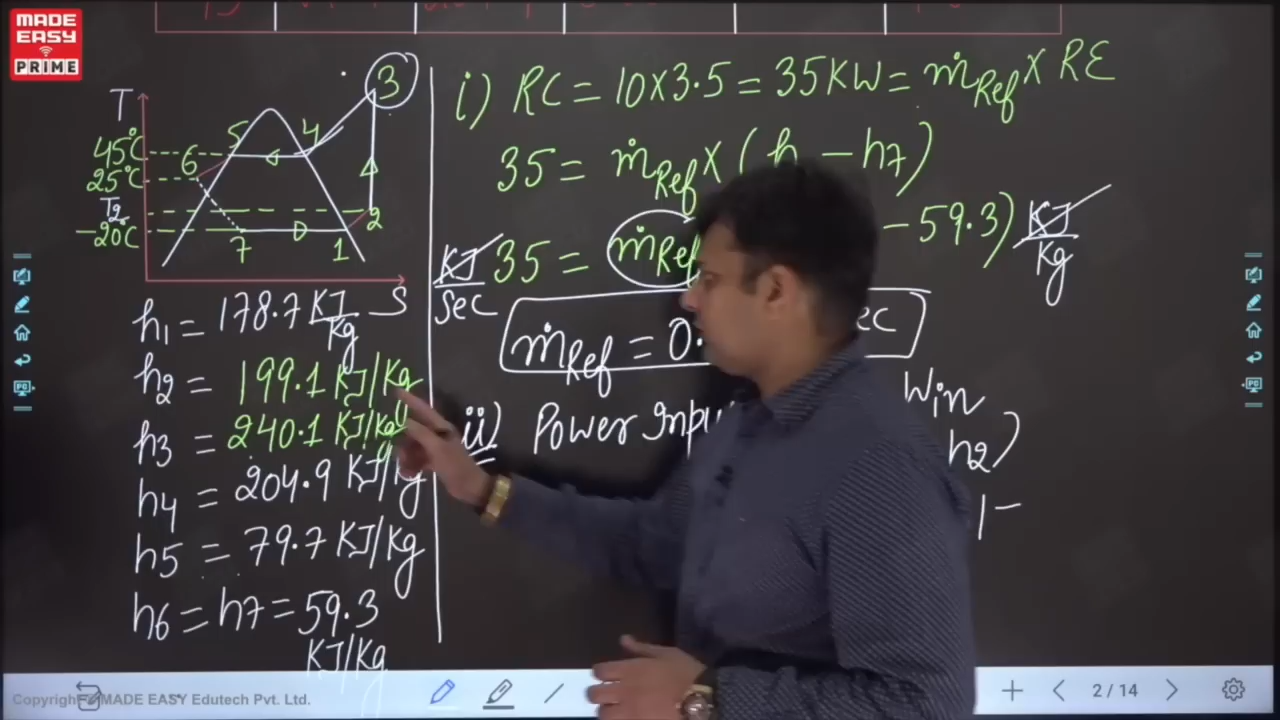 MADE
EASY
PRIME
i) RC = 10×3.5 = 35KW = ṁRef × RE
35 = ṁRef × (h - h7)
KJ/Sec 35 = ṁRef - 59.3) KJ/Kg
ṁRef = 0. ec
ii) Power Win
h2)
T
45°C
25°C
T2
-20°C
3
5
4
6
2
7
1
S
h1 = 178.7 KJ/Kg
h2 = 199.1 KJ/Kg
h3 = 240.1 KJ/Kg
h4 = 204.9 KJ/Kg
h5 = 79.7 KJ/Kg
h6 = h7 = 59.3
KJ/Kg
Copyright MADE EASY Edutech Pvt. Ltd.
2 / 14